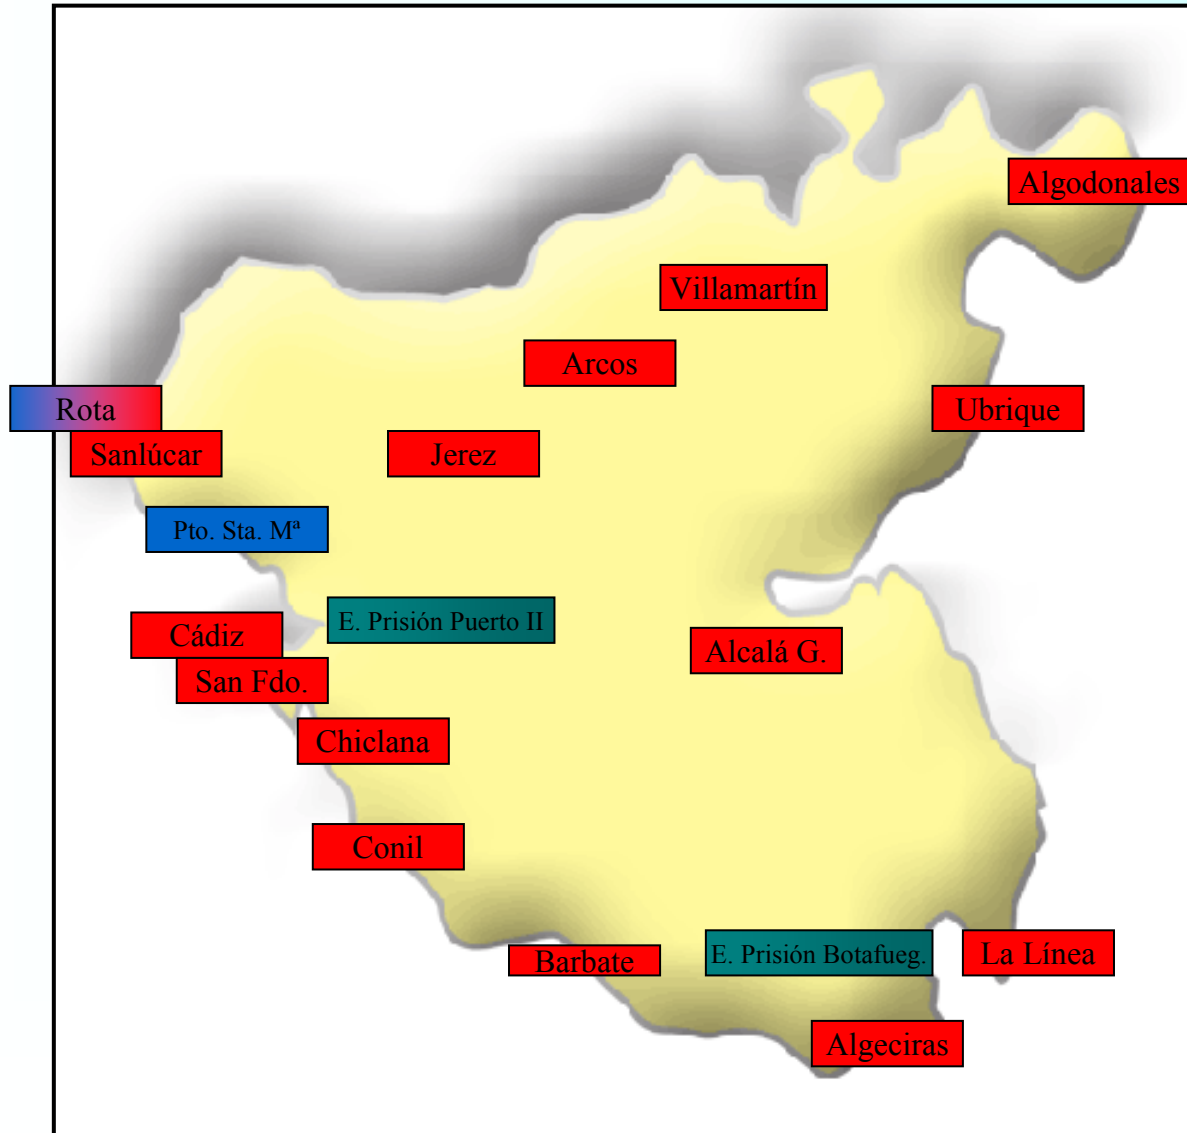 Algodonales
Villamartín
Arcos
Rota
Ubrique
Sanlúcar
Jerez
Pto. Sta. Mª
E. Prisión Puerto II
Cádiz
Alcalá G.
San Fdo.
Chiclana
Conil
Barbate
E. Prisión Botafueg.
La Línea
Algeciras